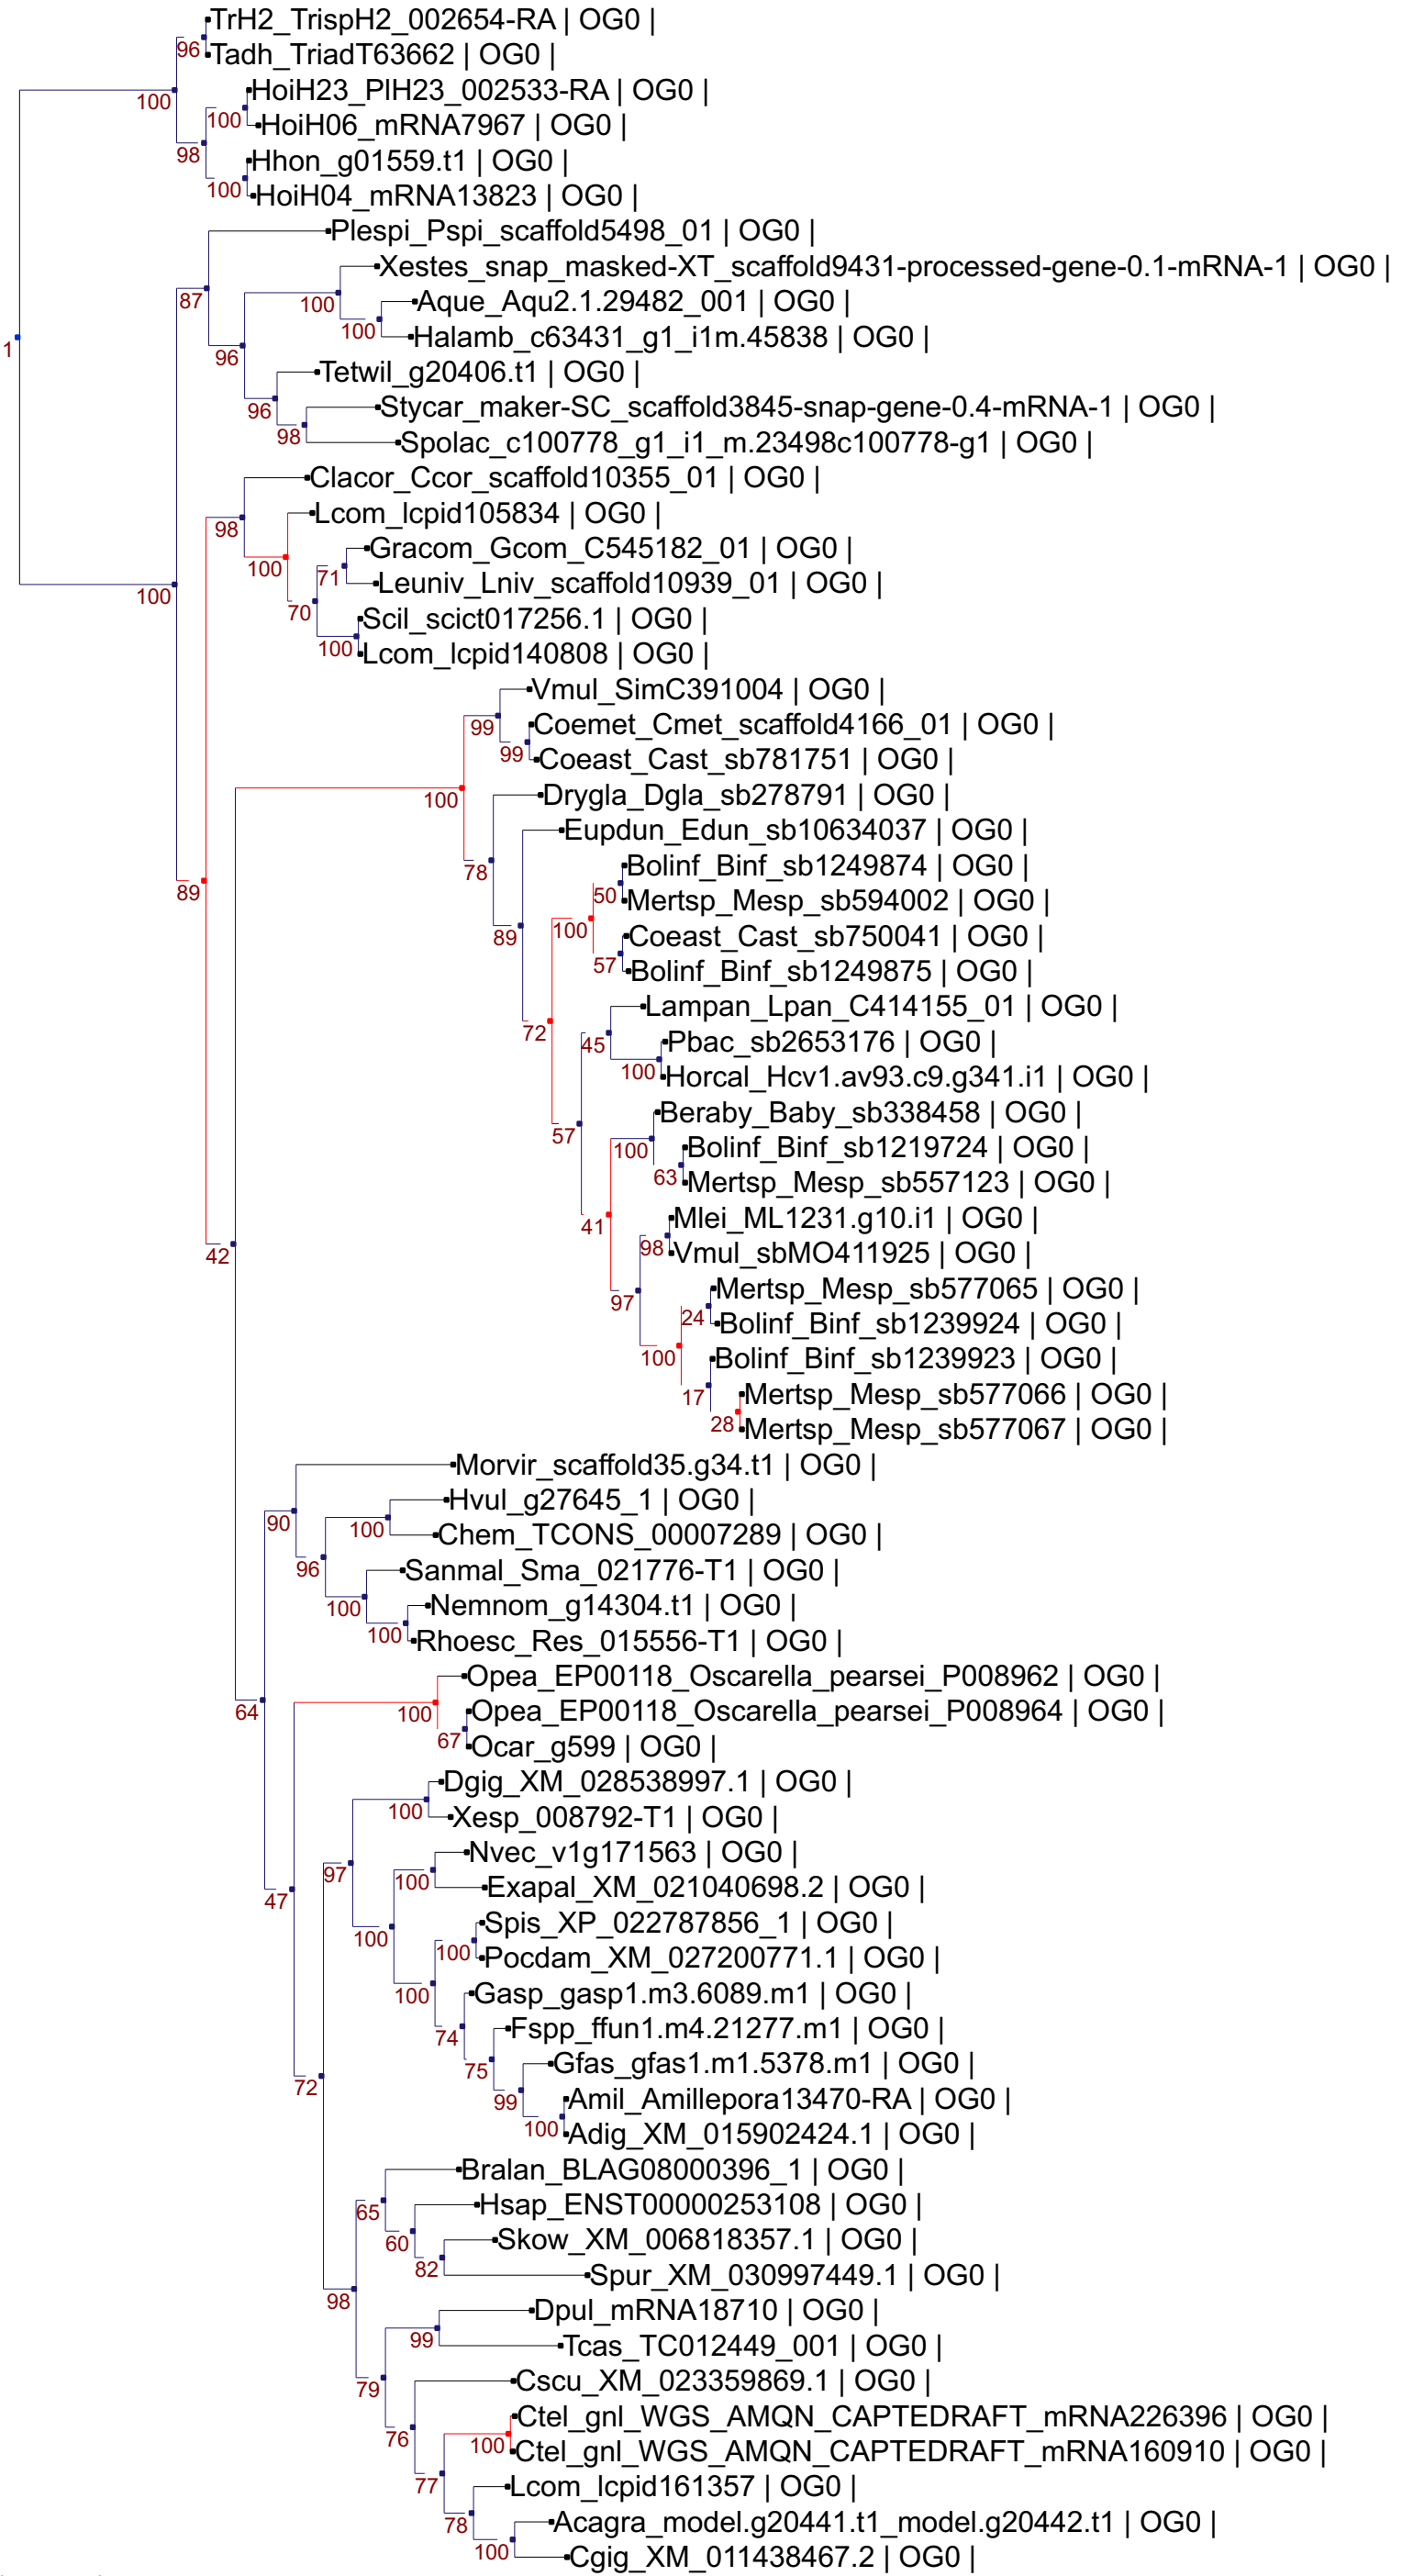 TrH2_TrispH2_002654-RA | OG0 |
96
Tadh_TriadT63662 | OG0 |
HoiH23_PlH23_002533-RA | OG0 |
100
100
HoiH06_mRNA7967 | OG0 |
98
Hhon_g01559.t1 | OG0 |
100
HoiH04_mRNA13823 | OG0 |
Plespi_Pspi_scaffold5498_01 | OG0 |
Xestes_snap_masked-XT_scaffold9431-processed-gene-0.1-mRNA-1 | OG0 |
87
100
Aque_Aqu2.1.29482_001 | OG0 |
100
Halamb_c63431_g1_i1m.45838 | OG0 |
1
96
Tetwil_g20406.t1 | OG0 |
96
Stycar_maker-SC_scaffold3845-snap-gene-0.4-mRNA-1 | OG0 |
98
Spolac_c100778_g1_i1_m.23498c100778-g1 | OG0 |
Clacor_Ccor_scaffold10355_01 | OG0 |
Lcom_lcpid105834 | OG0 |
98
Gracom_Gcom_C545182_01 | OG0 |
100
71
Leuniv_Lniv_scaffold10939_01 | OG0 |
100
70
Scil_scict017256.1 | OG0 |
100
Lcom_lcpid140808 | OG0 |
Vmul_SimC391004 | OG0 |
99
Coemet_Cmet_scaffold4166_01 | OG0 |
99
Coeast_Cast_sb781751 | OG0 |
Drygla_Dgla_sb278791 | OG0 |
100
Eupdun_Edun_sb10634037 | OG0 |
Bolinf_Binf_sb1249874 | OG0 |
78
89
50
Mertsp_Mesp_sb594002 | OG0 |
100
Coeast_Cast_sb750041 | OG0 |
89
57
Bolinf_Binf_sb1249875 | OG0 |
Lampan_Lpan_C414155_01 | OG0 |
72
45
Pbac_sb2653176 | OG0 |
100
Horcal_Hcv1.av93.c9.g341.i1 | OG0 |
Beraby_Baby_sb338458 | OG0 |
57
100
Bolinf_Binf_sb1219724 | OG0 |
63
Mertsp_Mesp_sb557123 | OG0 |
41
Mlei_ML1231.g10.i1 | OG0 |
42
98
Vmul_sbMO411925 | OG0 |
97
Mertsp_Mesp_sb577065 | OG0 |
24
Bolinf_Binf_sb1239924 | OG0 |
100
Bolinf_Binf_sb1239923 | OG0 |
17
Mertsp_Mesp_sb577066 | OG0 |
28
Mertsp_Mesp_sb577067 | OG0 |
Morvir_scaffold35.g34.t1 | OG0 |
Hvul_g27645_1 | OG0 |
90
100
Chem_TCONS_00007289 | OG0 |
96
Sanmal_Sma_021776-T1 | OG0 |
100
Nemnom_g14304.t1 | OG0 |
100
Rhoesc_Res_015556-T1 | OG0 |
Opea_EP00118_Oscarella_pearsei_P008962 | OG0 |
64
100
Opea_EP00118_Oscarella_pearsei_P008964 | OG0 |
67
Ocar_g599 | OG0 |
Dgig_XM_028538997.1 | OG0 |
100
Xesp_008792-T1 | OG0 |
Nvec_v1g171563 | OG0 |
97
100
Exapal_XM_021040698.2 | OG0 |
47
Spis_XP_022787856_1 | OG0 |
100
100
Pocdam_XM_027200771.1 | OG0 |
100
Gasp_gasp1.m3.6089.m1 | OG0 |
74
Fspp_ffun1.m4.21277.m1 | OG0 |
75
Gfas_gfas1.m1.5378.m1 | OG0 |
72
99
Amil_Amillepora13470-RA | OG0 |
100
Adig_XM_015902424.1 | OG0 |
Bralan_BLAG08000396_1 | OG0 |
65
Hsap_ENST00000253108 | OG0 |
60
Skow_XM_006818357.1 | OG0 |
82
Spur_XM_030997449.1 | OG0 |
98
Dpul_mRNA18710 | OG0 |
99
Tcas_TC012449_001 | OG0 |
79
Cscu_XM_023359869.1 | OG0 |
Ctel_gnl_WGS_AMQN_CAPTEDRAFT_mRNA226396 | OG0 |
76
100
Ctel_gnl_WGS_AMQN_CAPTEDRAFT_mRNA160910 | OG0 |
77
Lcom_lcpid161357 | OG0 |
78
Acagra_model.g20441.t1_model.g20442.t1 | OG0 |
100
Cgig_XM_011438467.2 | OG0 |